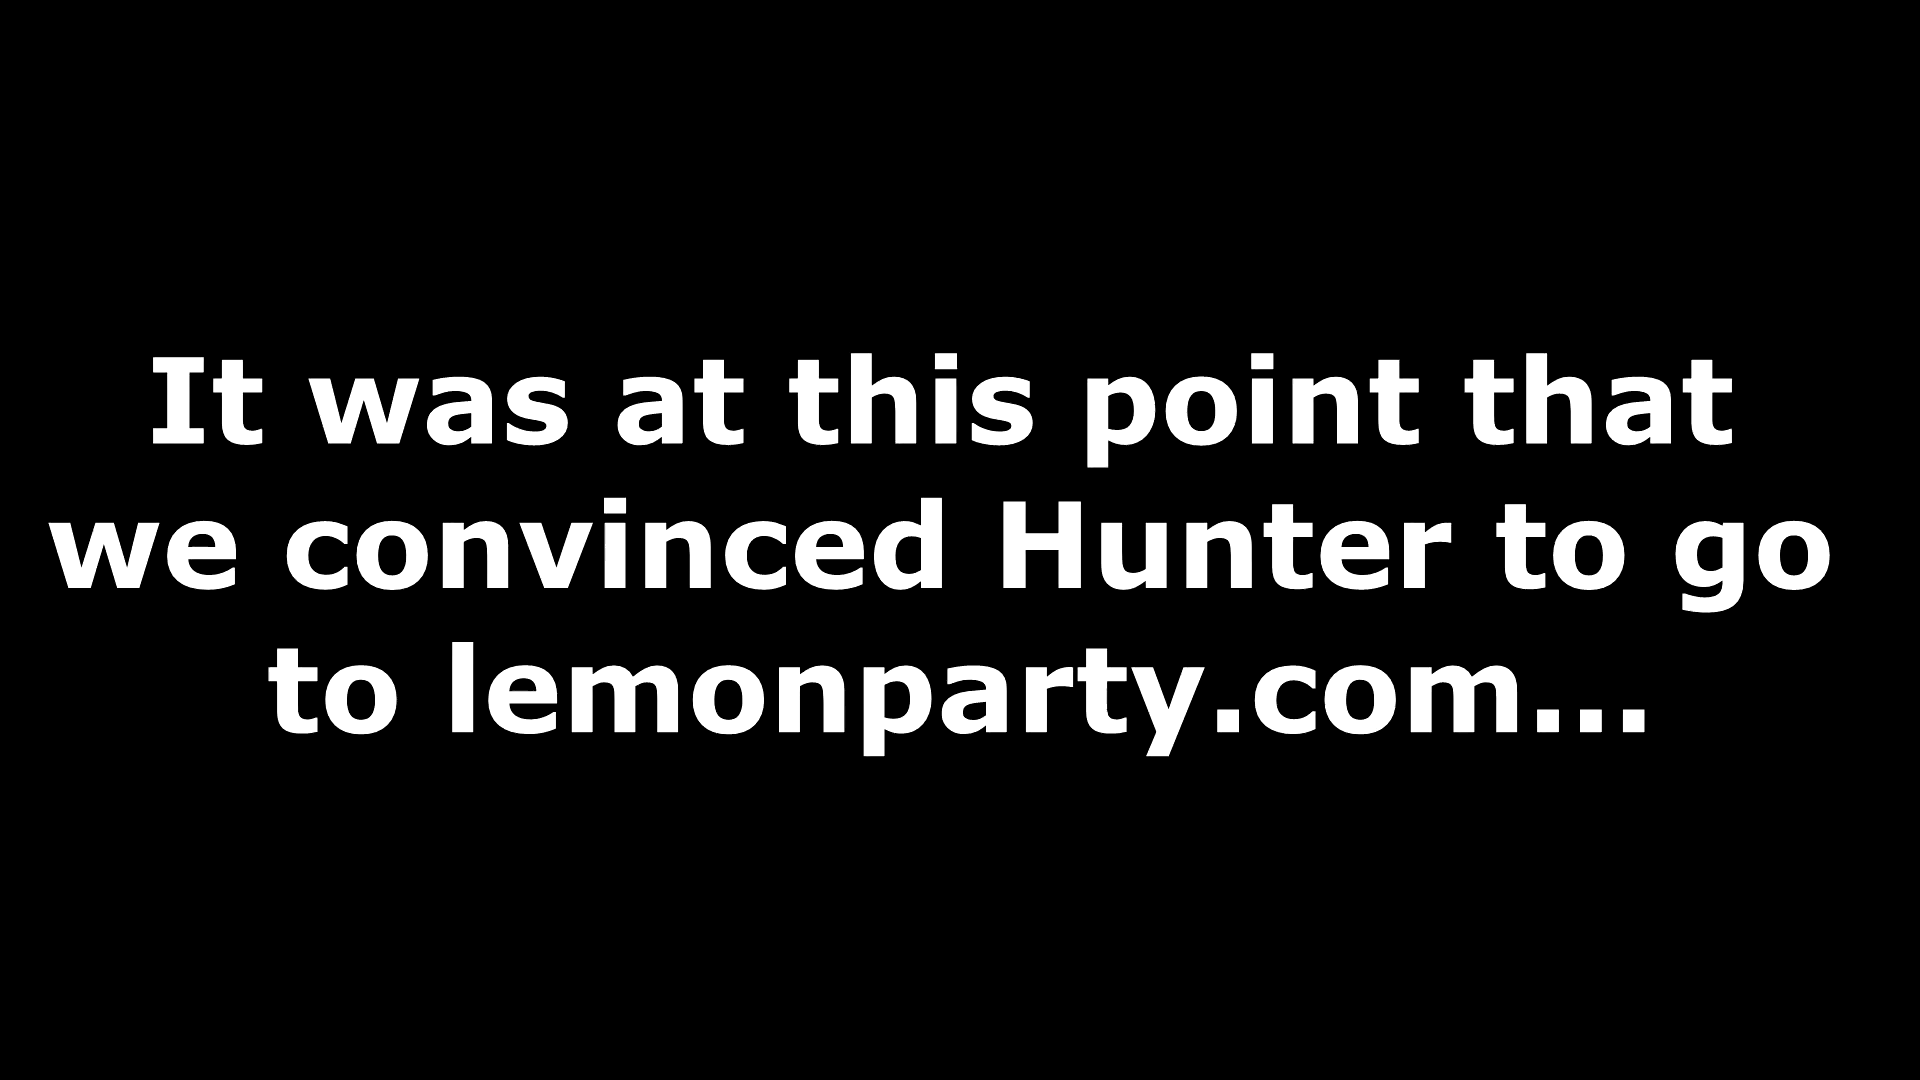 It was at this point that
we convinced Hunter to go
to lemonparty.com...